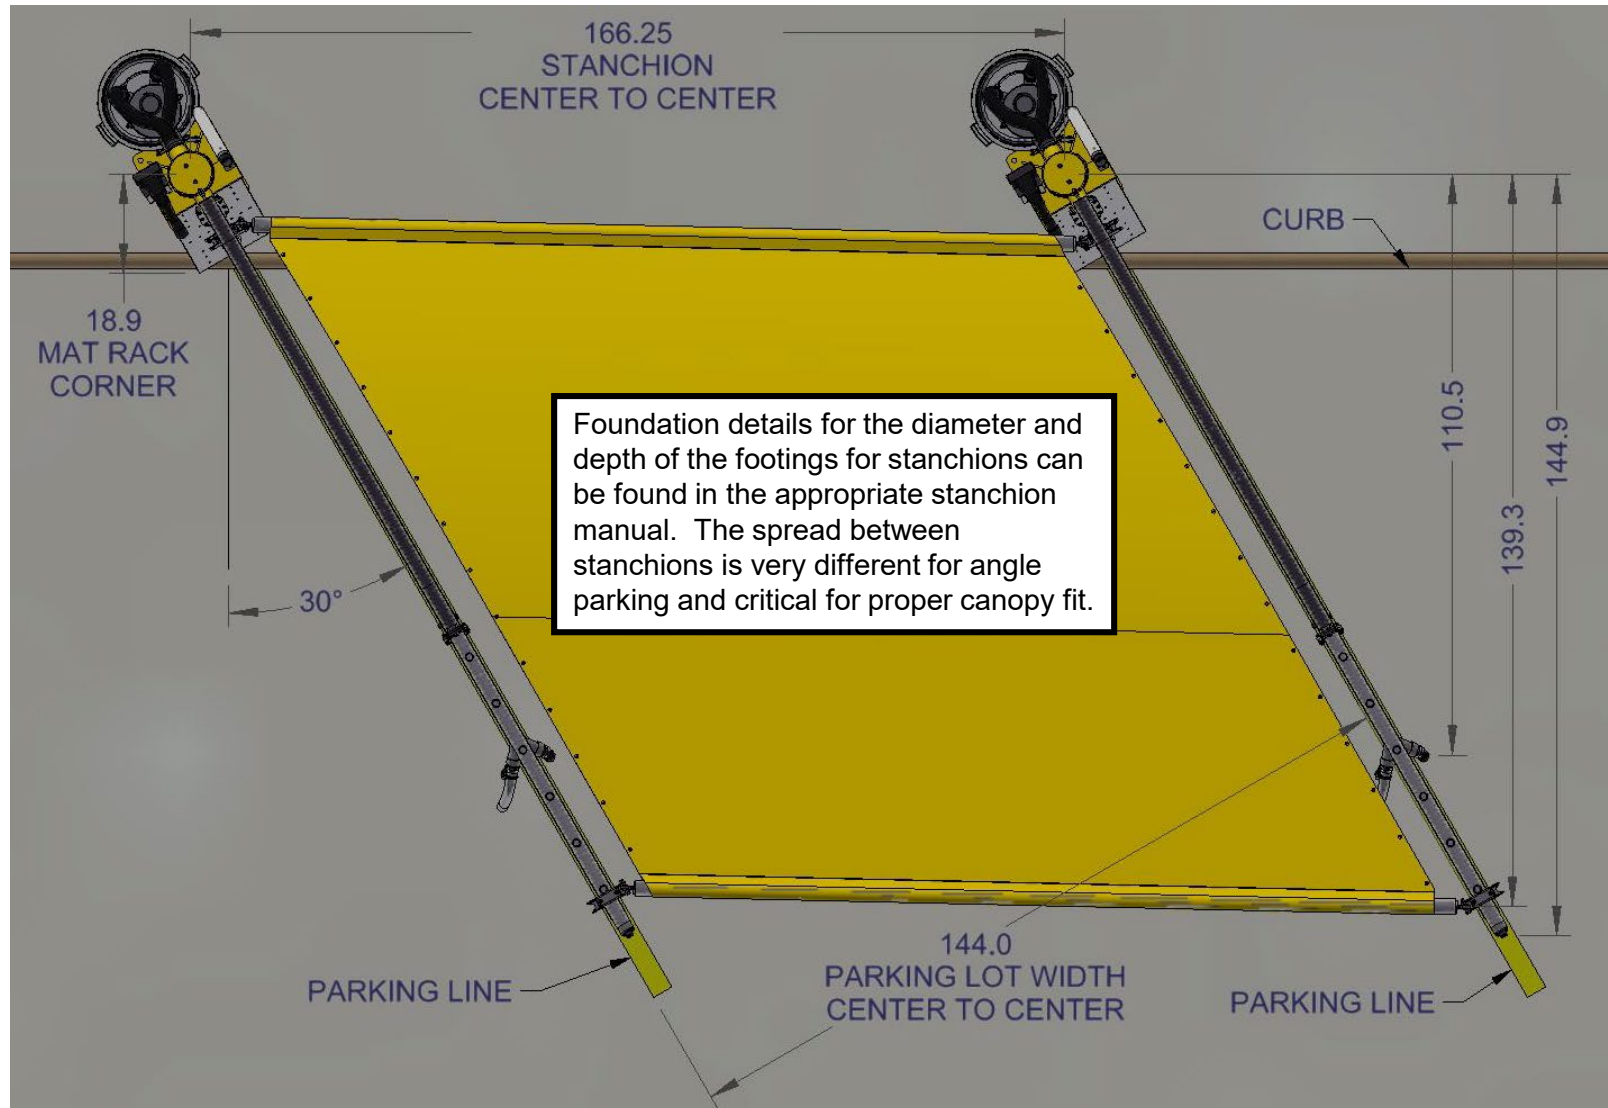 166.25
STANCHION
CENTER TO CENTER
CURB
18.9
MAT RACK
CORNER
110.5
144.9
139.3
Foundation details for the diameter and
depth of the footings for stanchions can
be found in the appropriate stanchion
manual.  The spread between
stanchions is very different for angle
parking and critical for proper canopy fit.
30°
144.0
PARKING LOT WIDTH
CENTER TO CENTER
PARKING LINE
PARKING LINE